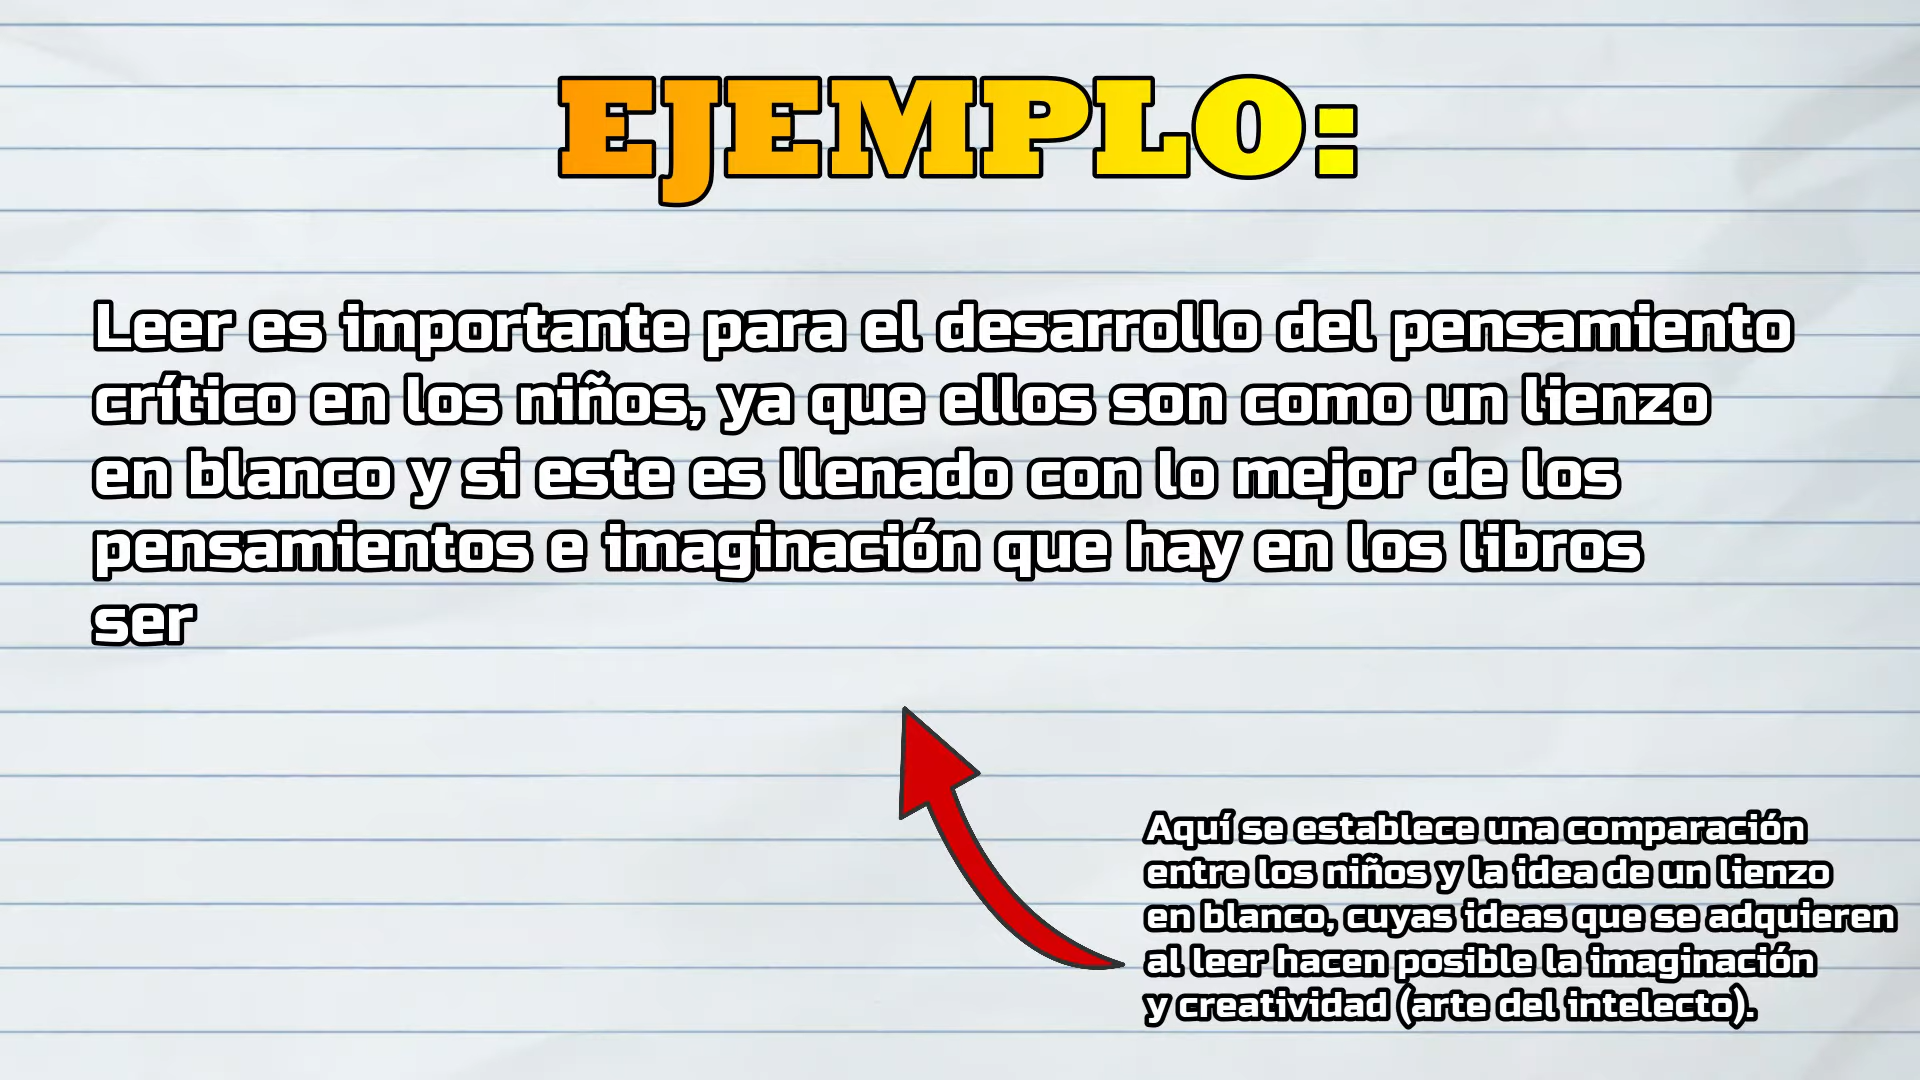 EJEMPLO:
Leer es importante para el desarrollo del pensamiento
crítico en los niños, ya que ellos son como un lienzo
en blanco y si este es llenado con lo mejor de los
pensamientos e imaginación que hay en los libros
ser
Aquí se establece una comparación
entre los niños y la idea de un lienzo
en blanco, cuyas ideas que se adquieren
al leer hacen posible la imaginación
y creatividad (arte del intelecto).